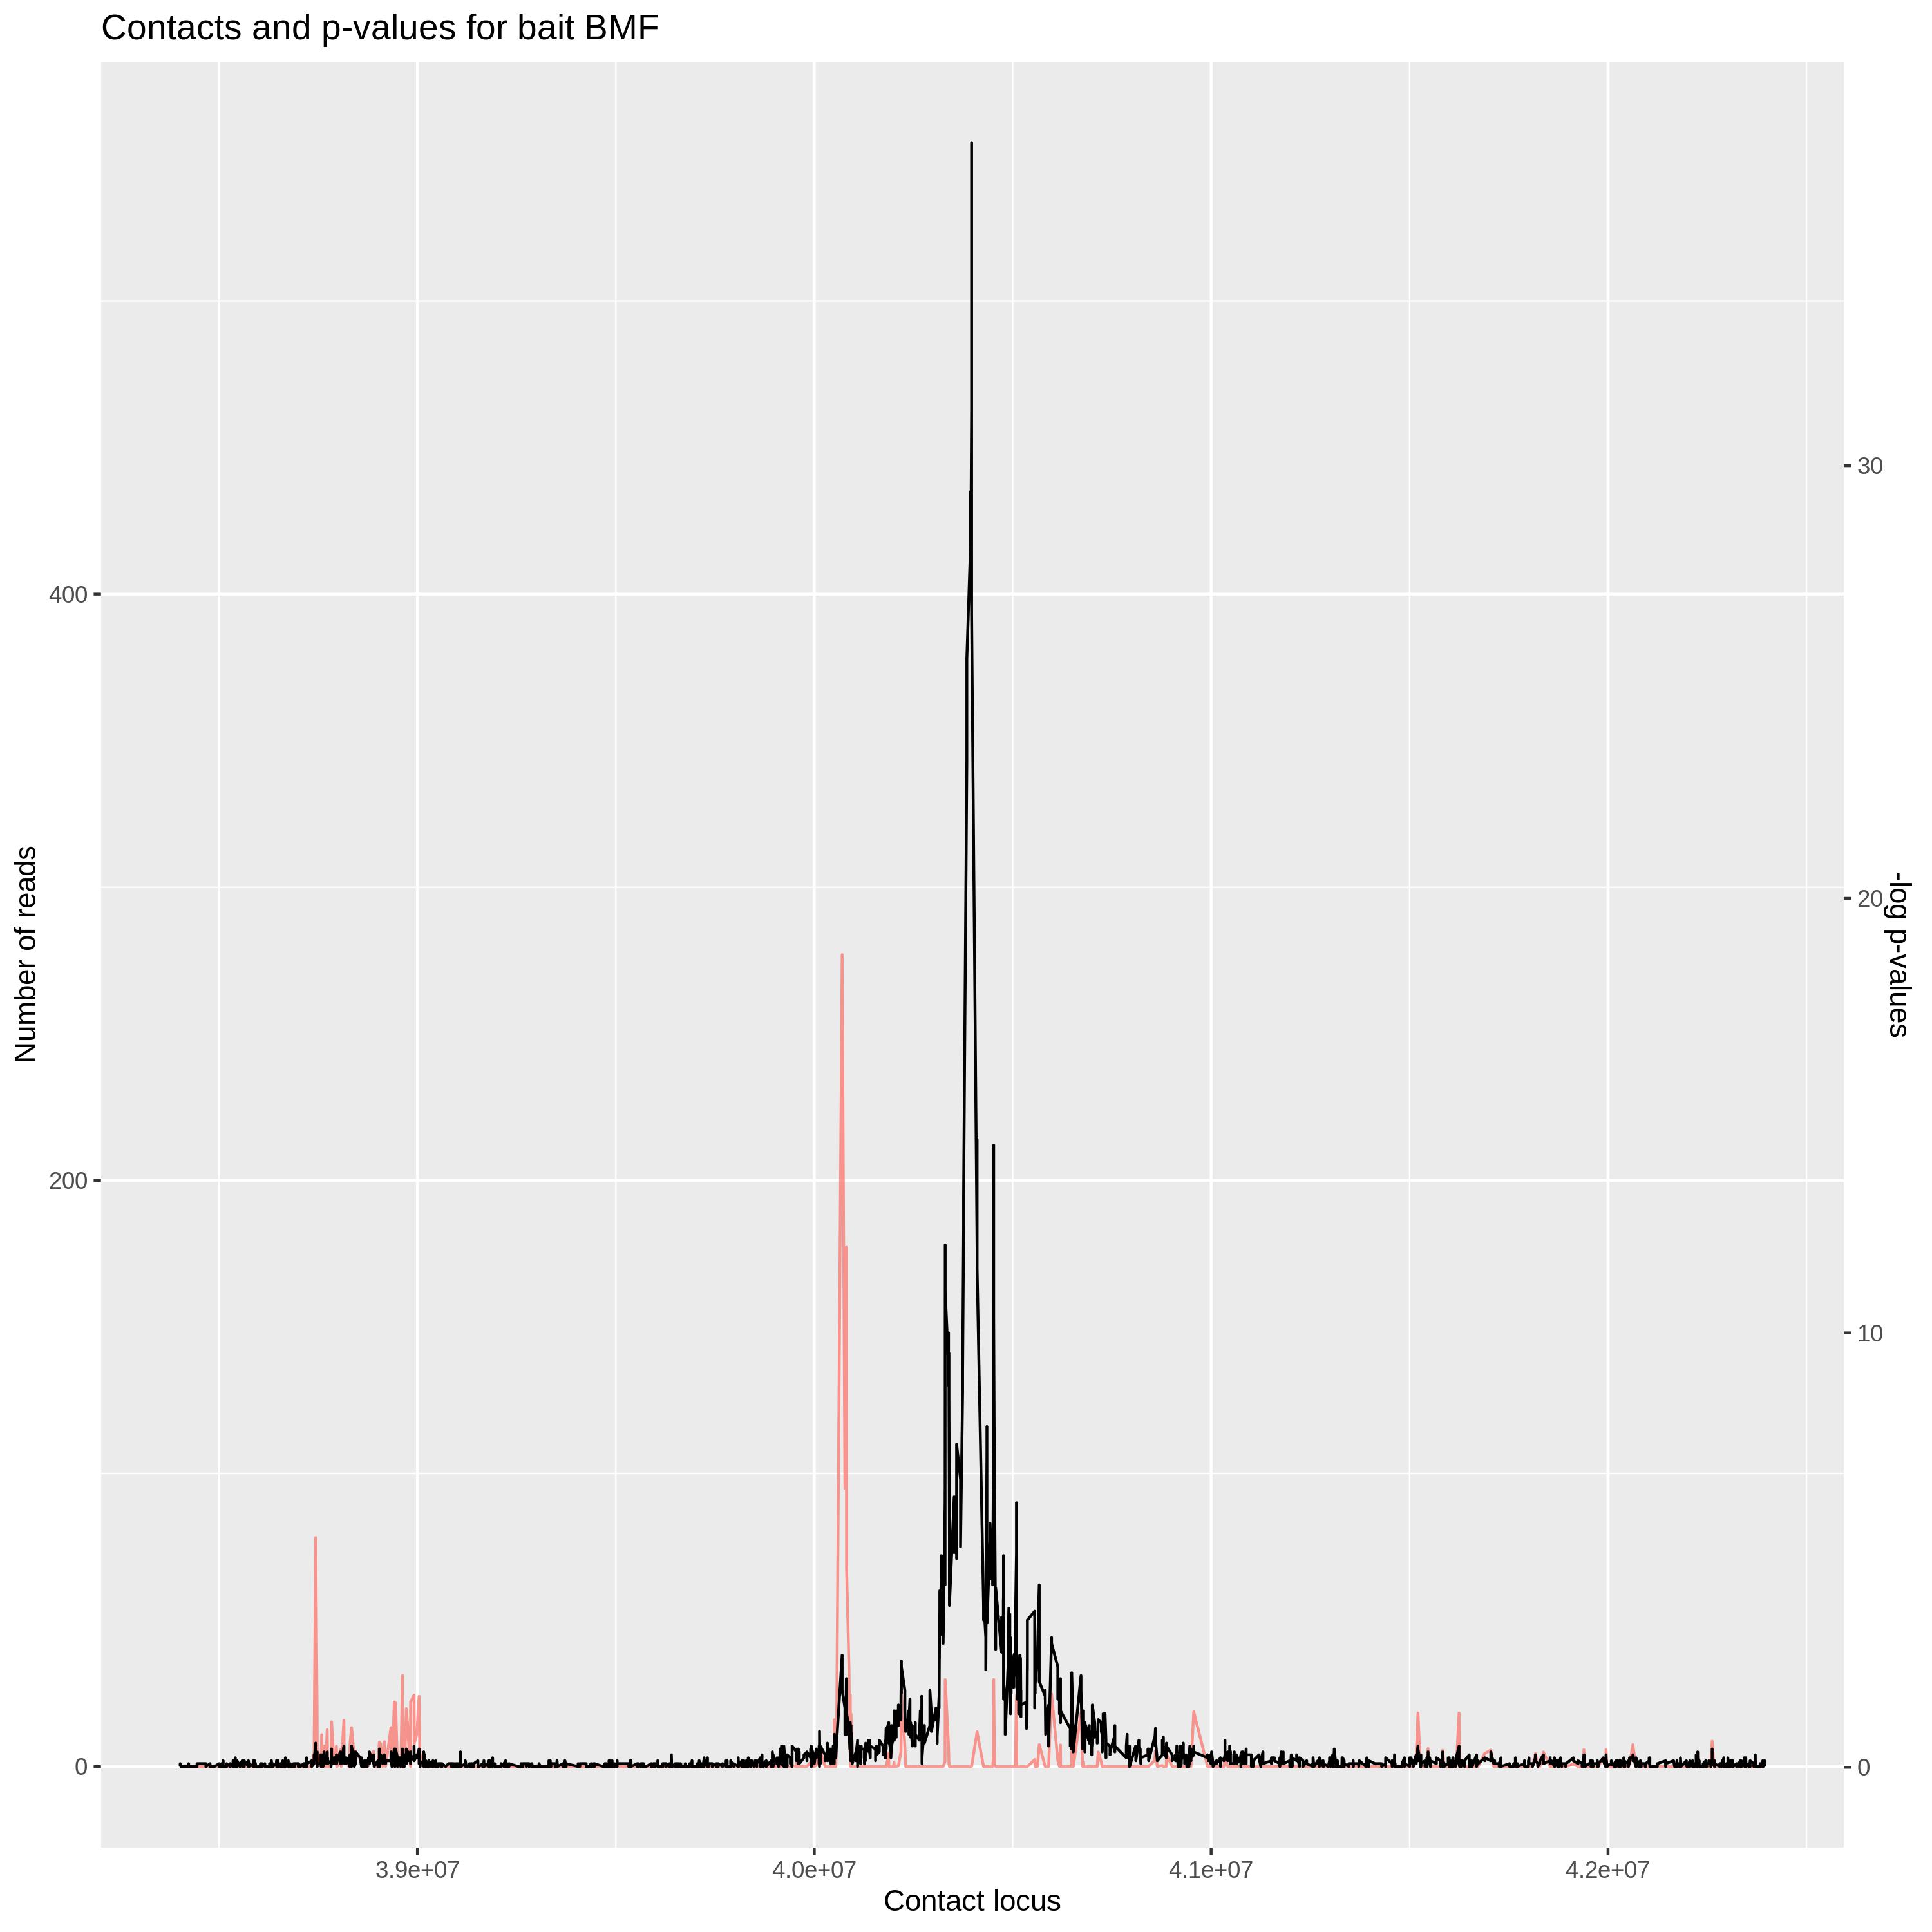 Contacts and p-values for bait BMF
Number of reads
400
200
0
30
20
10
0
-log p-values
3.9e+07
4.0e+07
4.1e+07
4.2e+07
Contact locus